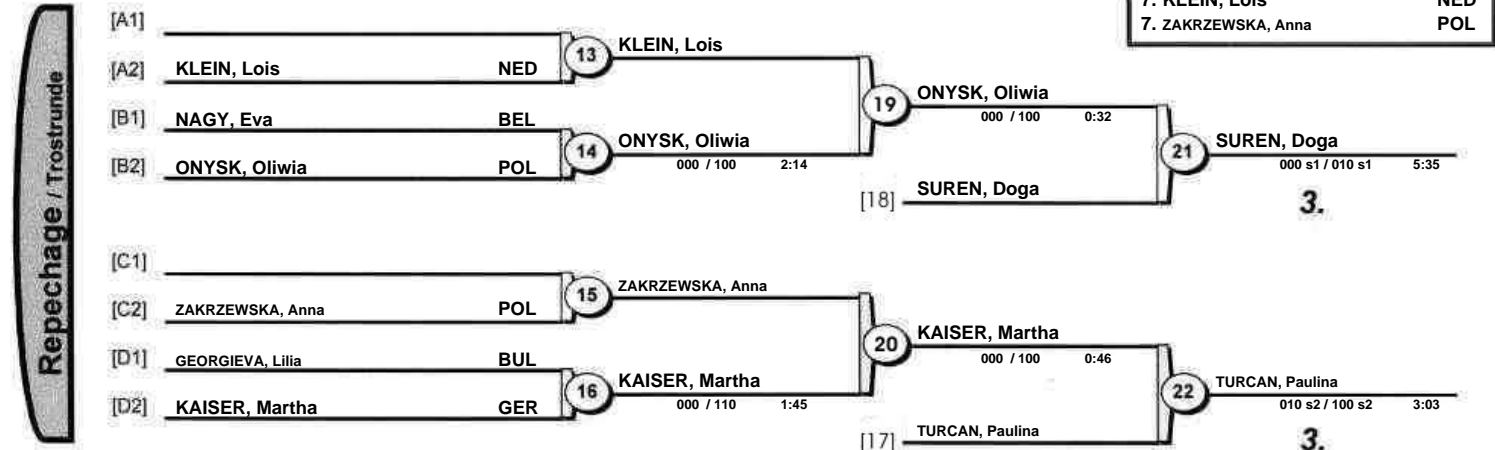 7. KLEIN, Lois NED
7. ZAKRZEWSKA, Anna POL
Repechage / Trostrunde
[A1]
[A2] KLEIN, Lois NED
13 KLEIN, Lois
[B1] NAGY, Eva BEL
[B2] ONYSK, Oliwia POL
14 ONYSK, Oliwia
000 / 100 2:14
19 ONYSK, Oliwia
000 / 100 0:32
[18] SUREN, Doga
21 SUREN, Doga
000 s1 / 010 s1 5:35
3.
[C1]
[C2] ZAKRZEWSKA, Anna POL
15 ZAKRZEWSKA, Anna
[D1] GEORGIEVA, Lilia BUL
[D2] KAISER, Martha GER
16 KAISER, Martha
000 / 110 1:45
20 KAISER, Martha
000 / 100 0:46
[17] TURCAN, Paulina
22 TURCAN, Paulina
010 s2 / 100 s2 3:03
3.